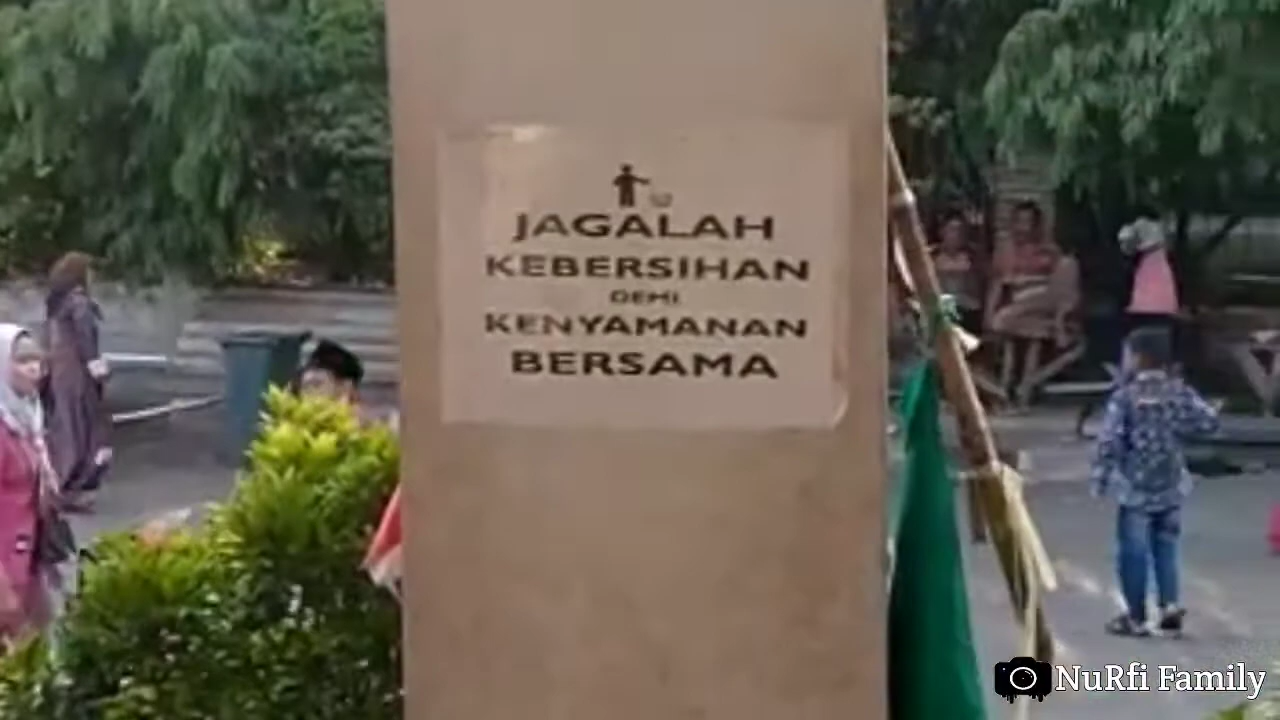 JAGALAH
KEBERSIHAN
DEMI
KENYAMANAN
BERSAMA
NuRfi Family